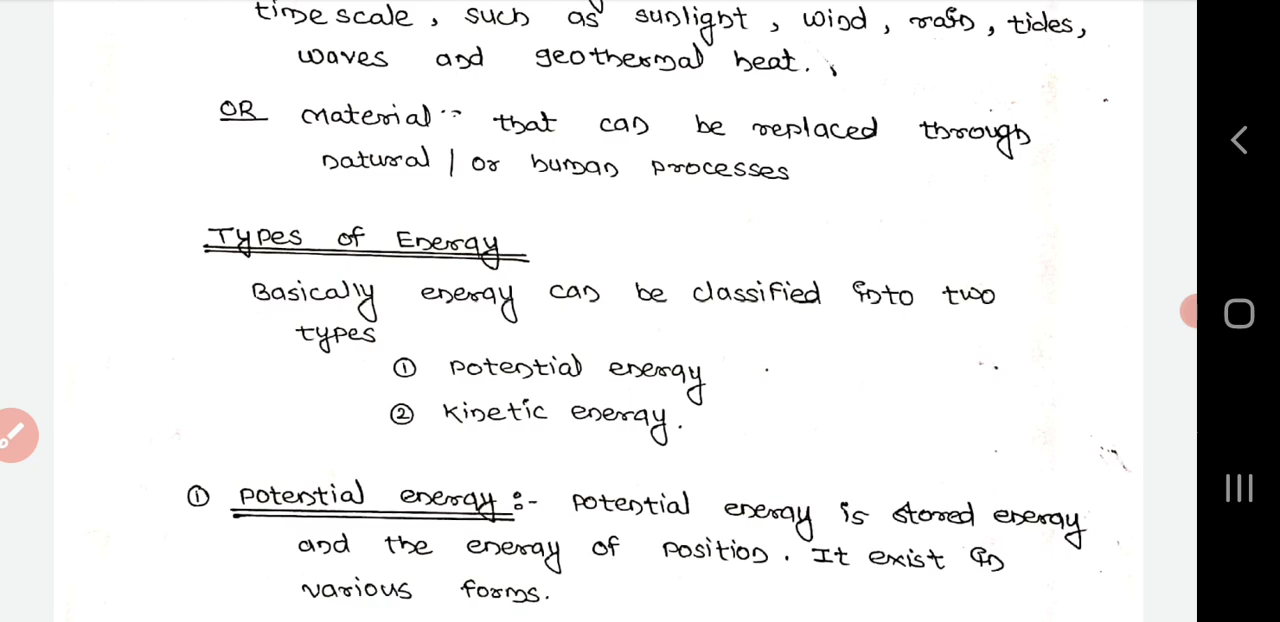 time scale, such as sunlight, wind, rain, tides,
waves and geothermal heat.
OR material that can be replaced through
natural / or human processes
Types of Energy
Basically energy can be classified into two
types
① potential energy
② Kinetic energy.
① potential energy :- potential energy is stored energy
and the energy of position. It exist in
various forms.